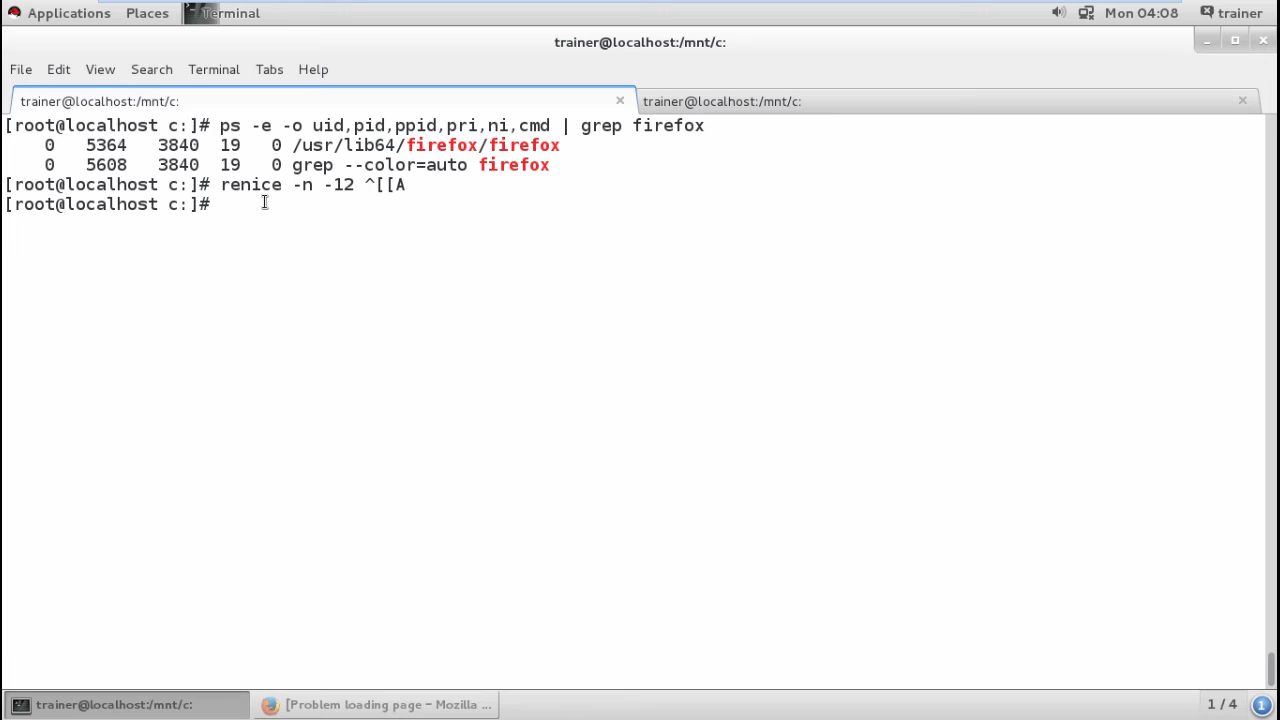 Applications Places Terminal Mon 04:08 trainer
trainer@localhost:/mnt/c:
File Edit View Search Terminal Tabs Help
trainer@localhost:/mnt/c: × trainer@localhost:/mnt/c: ×
[root@localhost c:]# ps -e -o uid,pid,ppid,pri,ni,cmd | grep firefox
0 5364 3840 19 0 /usr/lib64/firefox/firefox
0 5608 3840 19 0 grep --color=auto firefox
[root@localhost c:]# renice -n -12 ^[[A
[root@localhost c:]#
trainer@localhost:/mnt/c: [Problem loading page - Mozilla ... 1 / 4 1